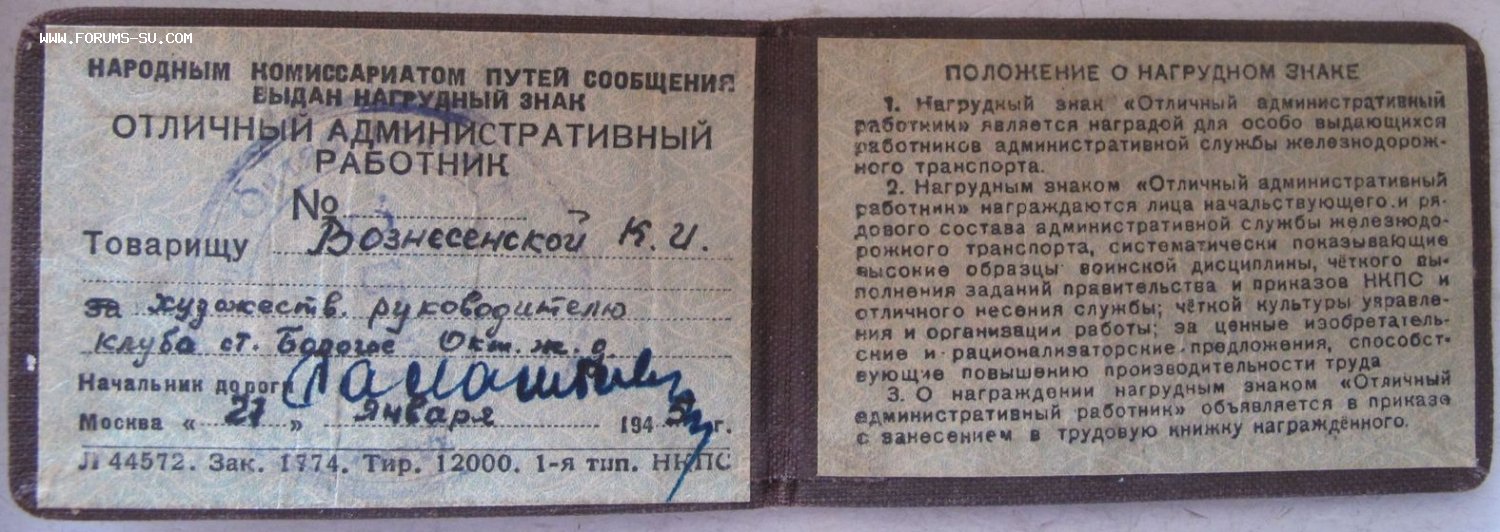 www.forums-su.com
НАРОДНЫМ КОМИССАРИАТОМ ПУТЕЙ СООБЩЕНИЯ
ВЫДАН НАГРУДНЫЙ ЗНАК
ОТЛИЧНЫЙ АДМИНИСТРАТИВНЫЙ
РАБОТНИК
№
Товарищу Вознесенской К.И.
за художеств. руководителю
клуба ст. Бологое Окт. ж. д.
Начальник дороги
Москва « 27 » января 1945 г.
Л 44572. Зак. 1774. Тир. 12000. 1-я тип. НКПС
ПОЛОЖЕНИЕ О НАГРУДНОМ ЗНАКЕ
1. Нагрудный знак «Отличный административный
работник» является наградой для особо выдающихся
работников административной службы железнодорож-
ного транспорта.
2. Нагрудным знаком «Отличный административный
работник» награждаются лица начальствующего и ря-
дового состава административной службы железнодо-
рожного транспорта, систематически показывающие
высокие образцы воинской дисциплины, чёткого вы-
полнения заданий правительства и приказов НКПС и
отличного несения службы; чёткой культуры управле-
ния и организации работы; за ценные изобретатель-
ские и рационализаторские предложения, способст-
вующие повышению производительности труда
3. О награждении нагрудным знаком «Отличный
административный работник» объявляется в приказе
с занесением в трудовую книжку награждённого.